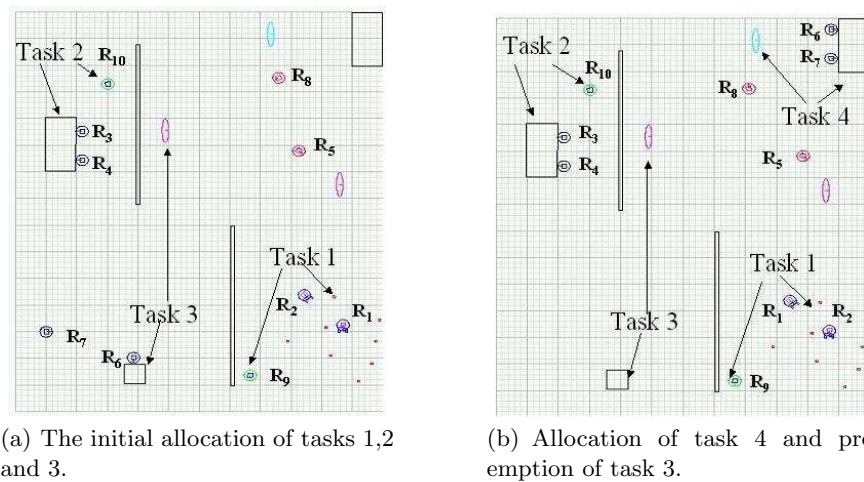 Task 2
R10
R8
R3
R4
R5
Task 1
R2
R1
Task 3
R7
R6
R9
(a) The initial allocation of tasks 1,2
and 3.
R6
Task 2
R7
R10
R8
Task 4
R3
R4
R5
Task 1
R1
R2
Task 3
R9
(b) Allocation of task 4 and pre
emption of task 3.